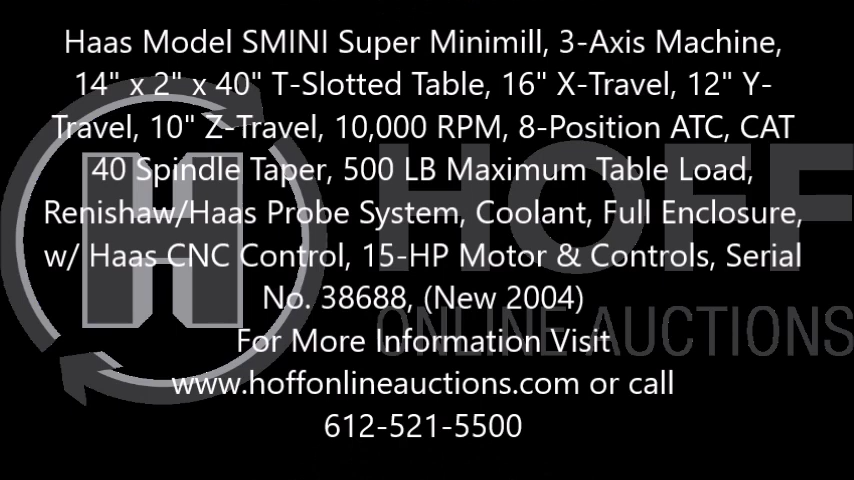 Haas Model SMINI Super Minimill, 3-Axis Machine,
14" x 2" x 40" T-Slotted Table, 16" X-Travel, 12" Y-
Travel, 10" Z-Travel, 10,000 RPM, 8-Position ATC, CAT
40 Spindle Taper, 500 LB Maximum Table Load,
Renishaw/Haas Probe System, Coolant, Full Enclosure,
w/ Haas CNC Control, 15-HP Motor & Controls, Serial
No. 38688, (New 2004)
For More Information Visit
www.hoffonlineauctions.com or call
612-521-5500
H
HOFF
ONLINE AUCTIONS